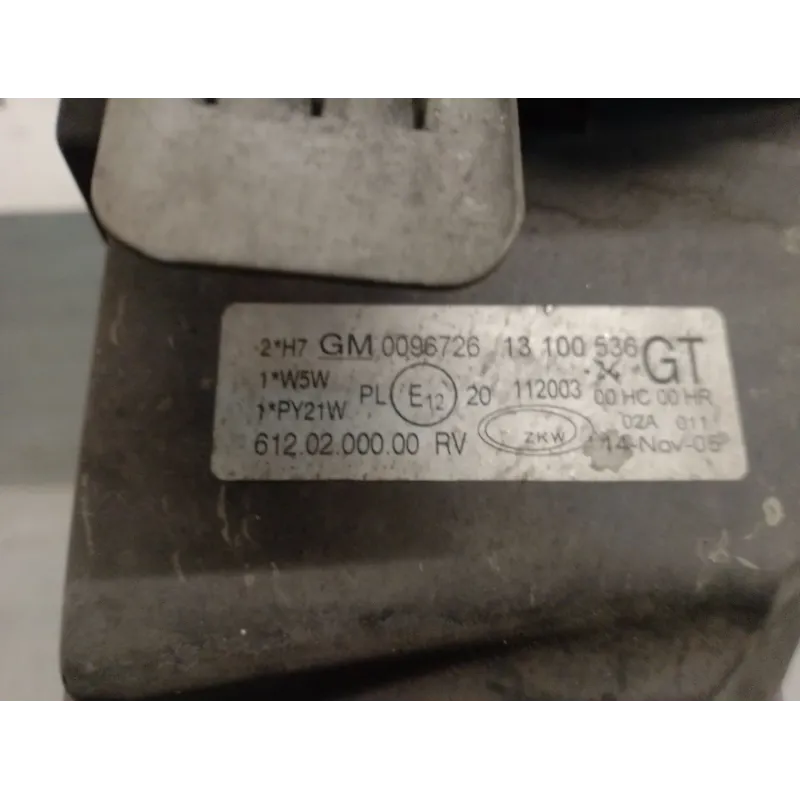 2*H7 GM 0096726 13 100 536 GT
1*W5W
1*PY21W PL E12 20 112003 00 HC 00 HR
02A 011
612.02.000.00 RV ZKW 14-Nov-05